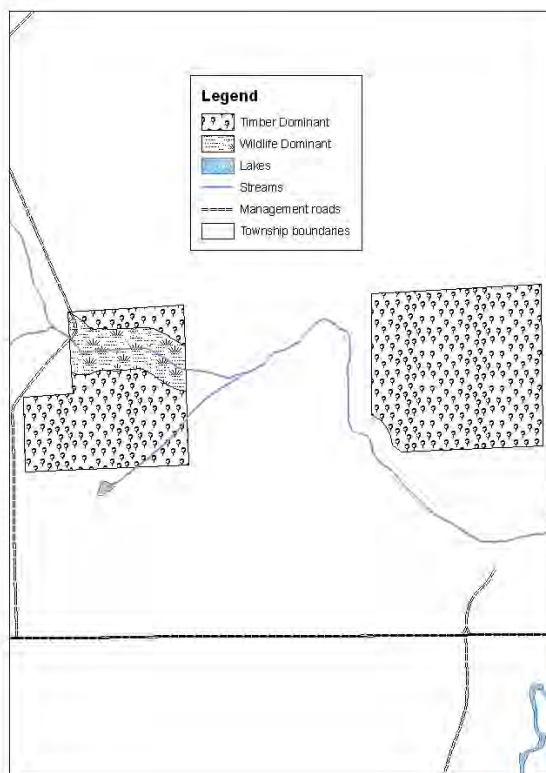 Legend
Timber Dominant
Wildlife Dominant
Lakes
Streams
Management roads
Township boundaries